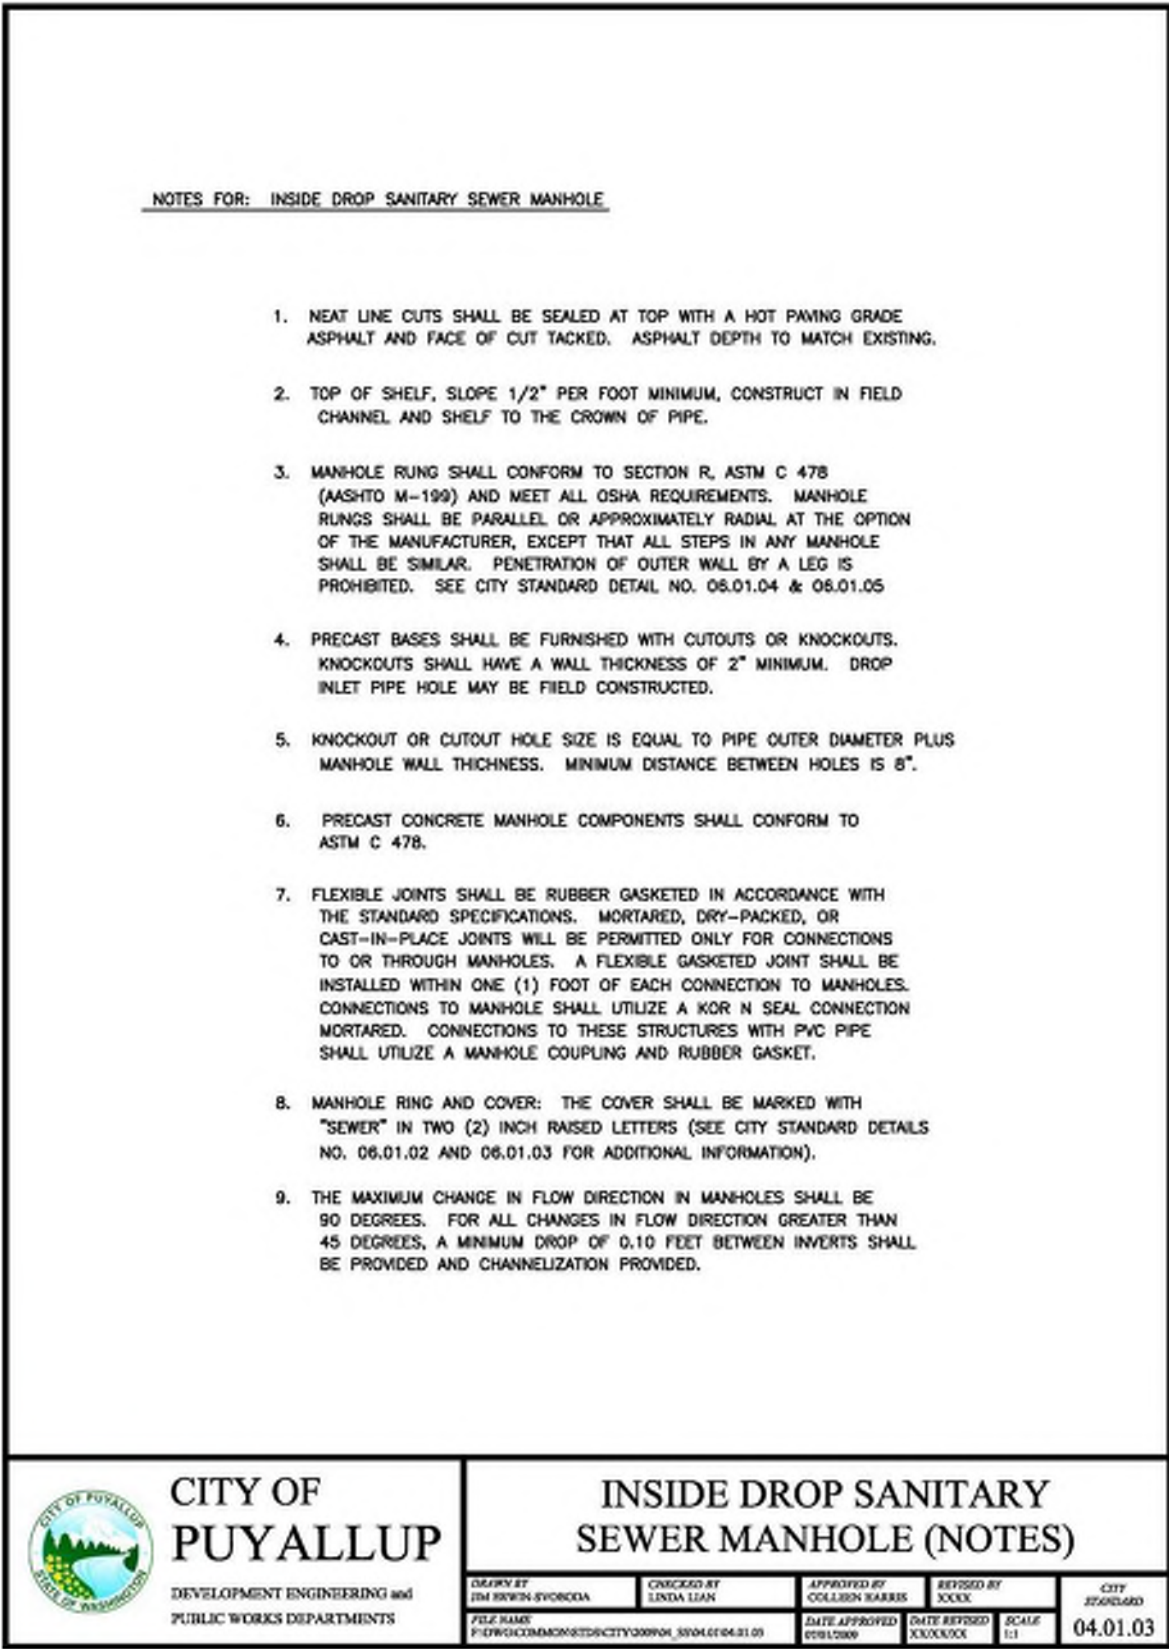 NOTES FOR: INSIDE DROP SANITARY SEWER MANHOLE
1. NEAT LINE CUTS SHALL BE SEALED AT TOP WITH A HOT PAVING GRADE
ASPHALT AND FACE OF CUT TACKED. ASPHALT DEPTH TO MATCH EXISTING.
2. TOP OF SHELF, SLOPE 1/2" PER FOOT MINIMUM, CONSTRUCT IN FIELD
CHANNEL AND SHELF TO THE CROWN OF PIPE.
3. MANHOLE RUNG SHALL CONFORM TO SECTION R, ASTM C 478
(AASHTO M-199) AND MEET ALL OSHA REQUIREMENTS. MANHOLE
RUNGS SHALL BE PARALLEL OR APPROXIMATELY RADIAL AT THE OPTION
OF THE MANUFACTURER, EXCEPT THAT ALL STEPS IN ANY MANHOLE
SHALL BE SIMILAR. PENETRATION OF OUTER WALL BY A LEG IS
PROHIBITED. SEE CITY STANDARD DETAIL NO. 06.01.04 & 06.01.05
4. PRECAST BASES SHALL BE FURNISHED WITH CUTOUTS OR KNOCKOUTS.
KNOCKOUTS SHALL HAVE A WALL THICKNESS OF 2" MINIMUM. DROP
INLET PIPE HOLE MAY BE FIIELD CONSTRUCTED.
5. KNOCKOUT OR CUTOUT HOLE SIZE IS EQUAL TO PIPE OUTER DIAMETER PLUS
MANHOLE WALL THICHNESS. MINIMUM DISTANCE BETWEEN HOLES IS 8".
6. PRECAST CONCRETE MANHOLE COMPONENTS SHALL CONFORM TO
ASTM C 478.
7. FLEXIBLE JOINTS SHALL BE RUBBER GASKETED IN ACCORDANCE WITH
THE STANDARD SPECIFICATIONS. MORTARED, DRY-PACKED, OR
CAST-IN-PLACE JOINTS WILL BE PERMITTED ONLY FOR CONNECTIONS
TO OR THROUGH MANHOLES. A FLEXIBLE GASKETED JOINT SHALL BE
INSTALLED WITHIN ONE (1) FOOT OF EACH CONNECTION TO MANHOLES.
CONNECTIONS TO MANHOLE SHALL UTILIZE A KOR N SEAL CONNECTION
MORTARED. CONNECTIONS TO THESE STRUCTURES WITH PVC PIPE
SHALL UTILIZE A MANHOLE COUPLING AND RUBBER GASKET.
8. MANHOLE RING AND COVER: THE COVER SHALL BE MARKED WITH
"SEWER" IN TWO (2) INCH RAISED LETTERS (SEE CITY STANDARD DETAILS
NO. 06.01.02 AND 06.01.03 FOR ADDITIONAL INFORMATION).
9. THE MAXIMUM CHANGE IN FLOW DIRECTION IN MANHOLES SHALL BE
90 DEGREES. FOR ALL CHANGES IN FLOW DIRECTION GREATER THAN
45 DEGREES, A MINIMUM DROP OF 0.10 FEET BETWEEN INVERTS SHALL
BE PROVIDED AND CHANNELIZATION PROVIDED.
CITY OF PUYALLUP
STATE OF WASHINGTON
CITY OF
PUYALLUP
DEVELOPMENT ENGINEERING and
PUBLIC WORKS DEPARTMENTS
INSIDE DROP SANITARY
SEWER MANHOLE (NOTES)
DRAWN BY
JIM ERWIN-SVOBODA
CHECKED BY
LINDA LIAN
APPROVED BY
COLLEEN HARRIS
REVISED BY
XXXX
FILE NAME
DATE APPROVED
07/01/2009
DATE REVISED
XX/XX/XX
SCALE
1:1
CITY
STANDARD
04.01.03